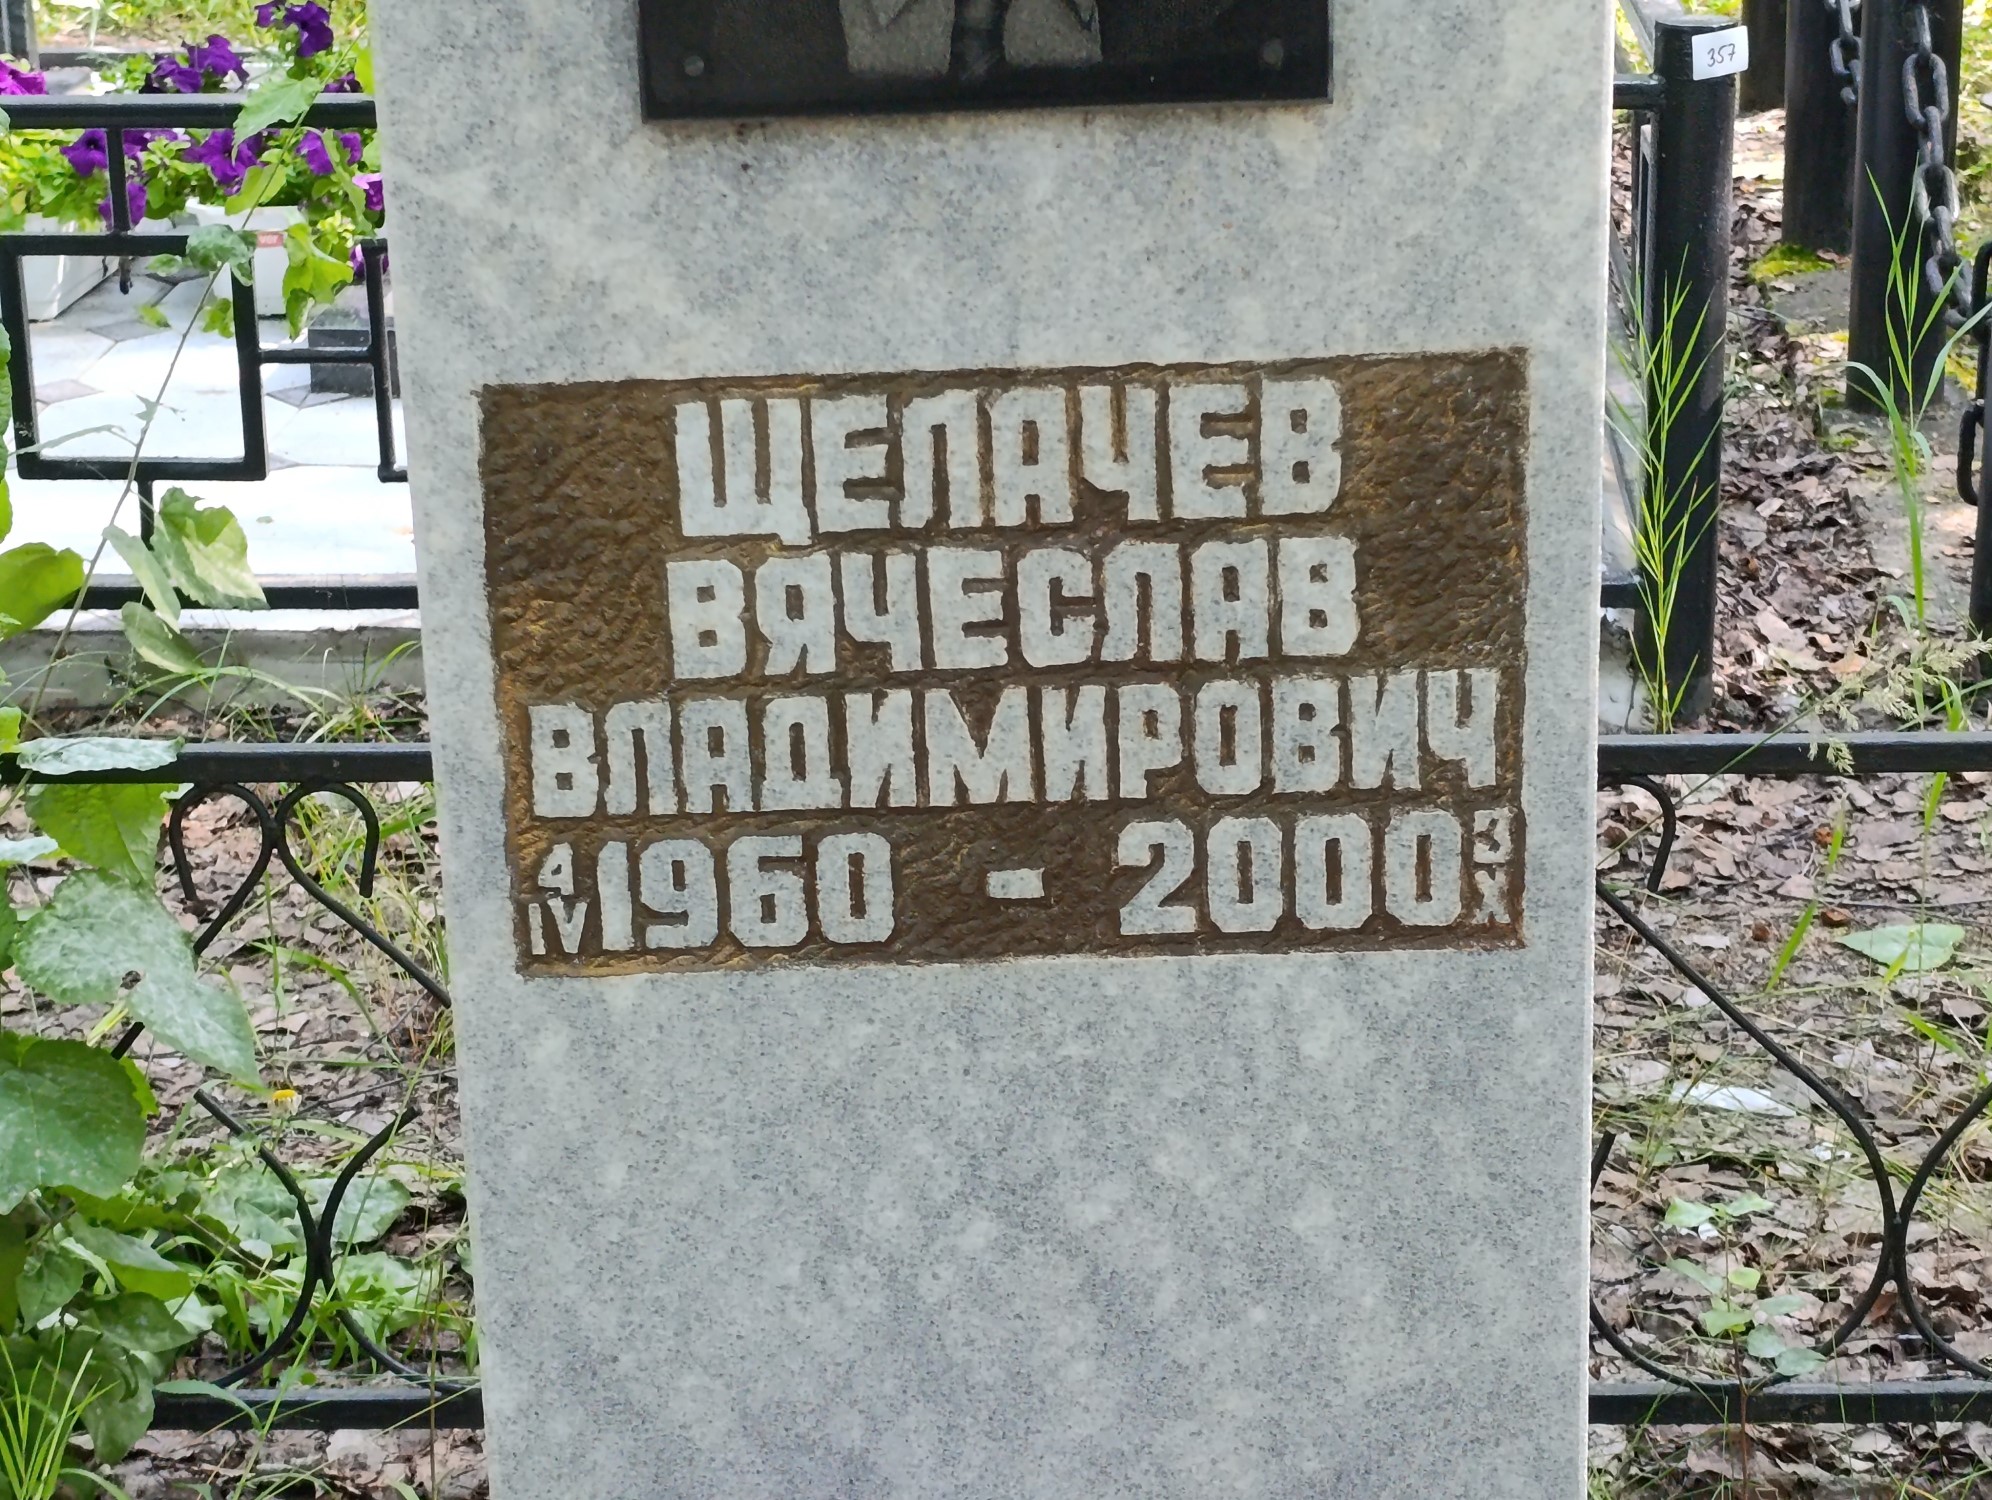 357
ЩЕЛАЧЕВ
ВЯЧЕСЛАВ
ВЛАДИМИРОВИЧ
4 IV 1960 - 2000 3 X